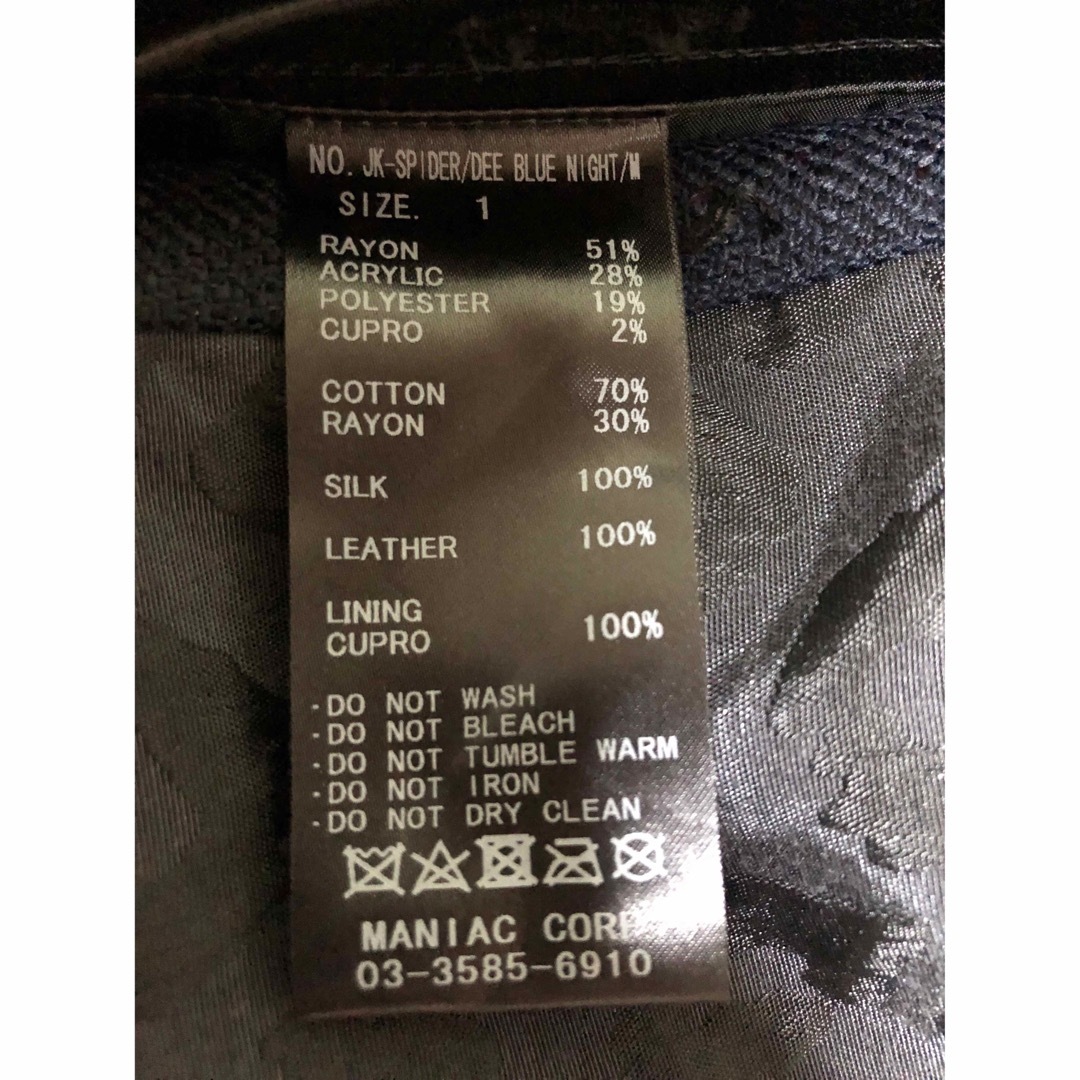 NO. JK-SPIDER/DEE BLUE NIGHT/M
SIZE. 1
RAYON 51%
ACRYLIC 28%
POLYESTER 19%
CUPRO 2%
COTTON 70%
RAYON 30%
SILK 100%
LEATHER 100%
LINING
CUPRO 100%
·DO NOT WASH
·DO NOT BLEACH
·DO NOT TUMBLE WARM
·DO NOT IRON
·DO NOT DRY CLEAN
MANIAC CORP
03-3585-6910